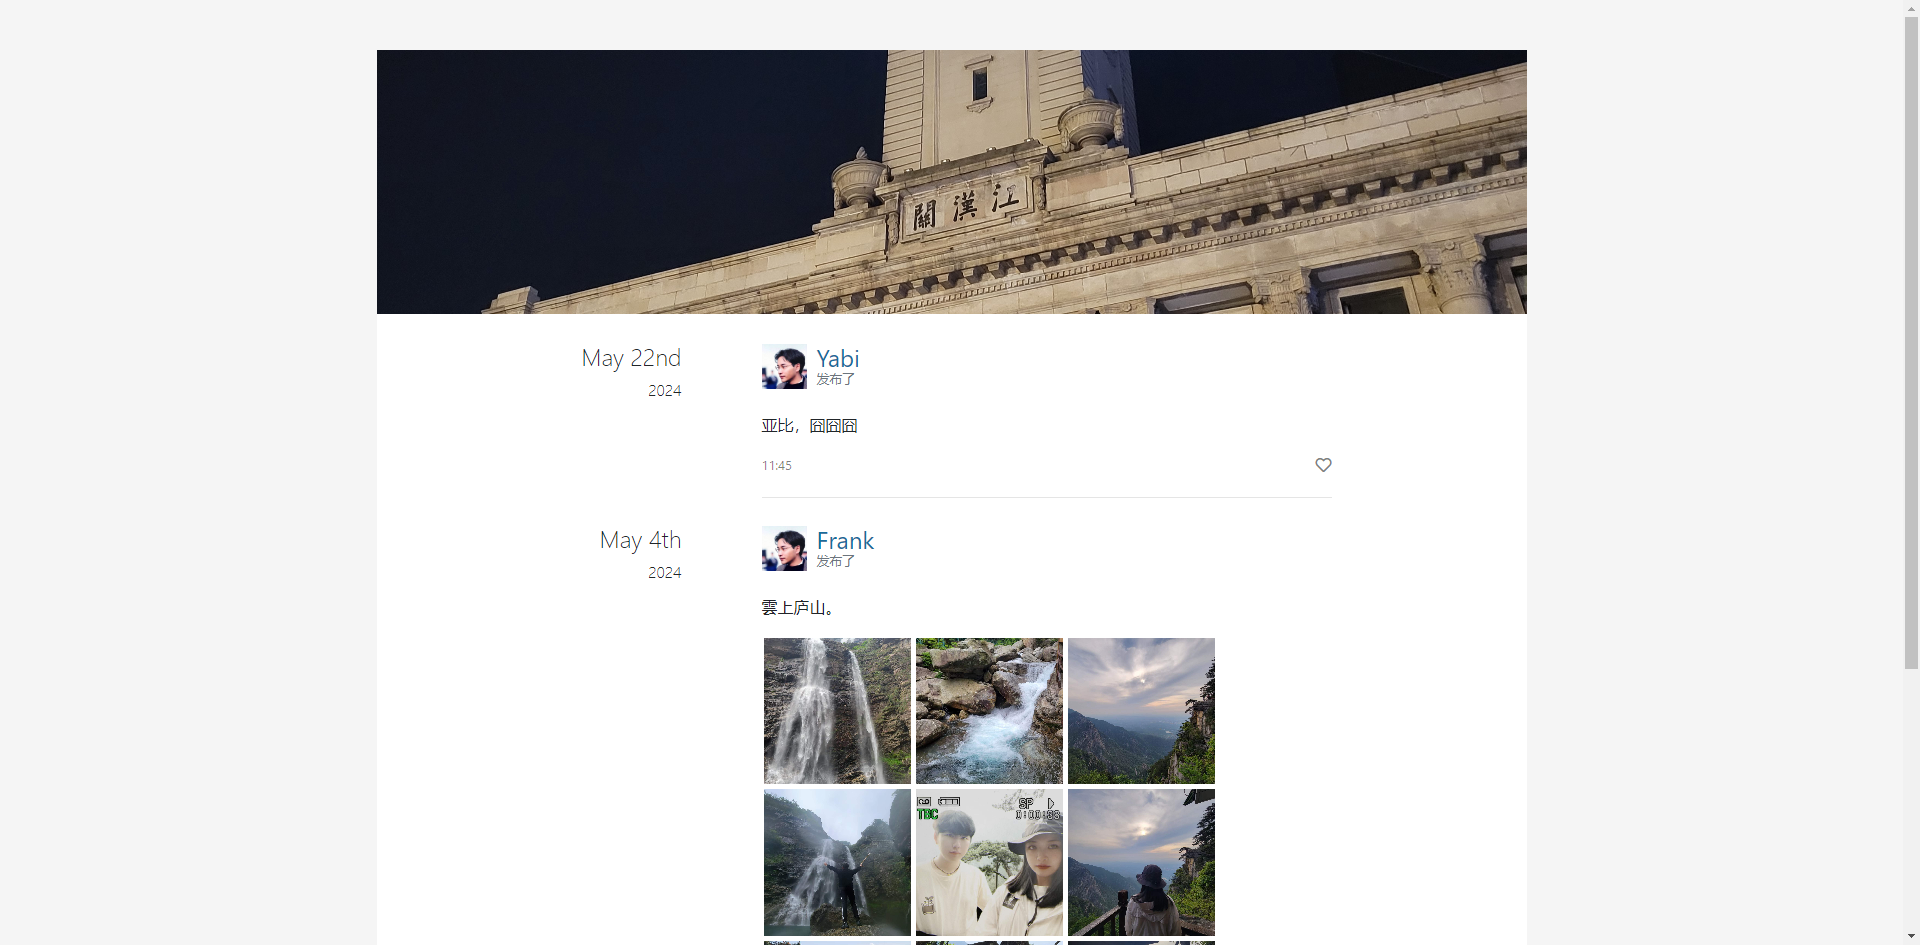 關漢江
May 22nd
2024
Yabi
发布了
亚比，囧囧囧
11:45
May 4th
2024
Frank
发布了
雲上庐山。
SP
TBC